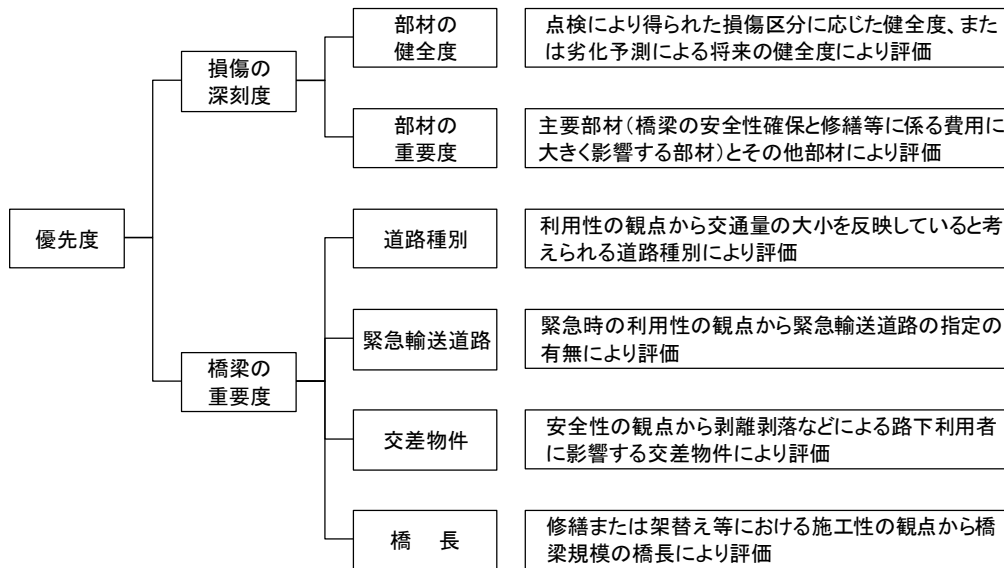 優先度
損傷の
深刻度
部材の
健全度
点検により得られた損傷区分に応じた健全度、また
は劣化予測による将来の健全度により評価
部材の
重要度
主要部材(橋梁の安全性確保と修繕等に係る費用に
大きく影響する部材)とその他部材により評価
橋梁の
重要度
道路種別
利用性の観点から交通量の大小を反映していると考
えられる道路種別により評価
緊急輸送道路
緊急時の利用性の観点から緊急輸送道路の指定の
有無により評価
交差物件
安全性の観点から剥離剥落などによる路下利用者
に影響する交差物件により評価
橋　長
修繕または架替え等における施工性の観点から橋
梁規模の橋長により評価